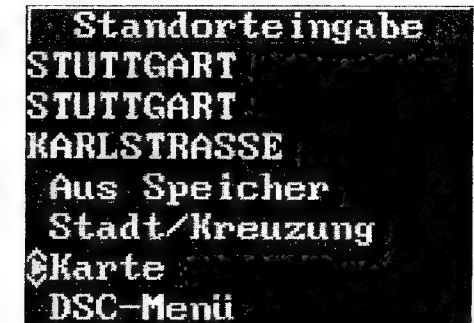 Standorteingabe
STUTTGART
STUTTGART
KARLSTRASSE
Aus Speicher
Stadt/Kreuzung
Karte
DSC-Menü